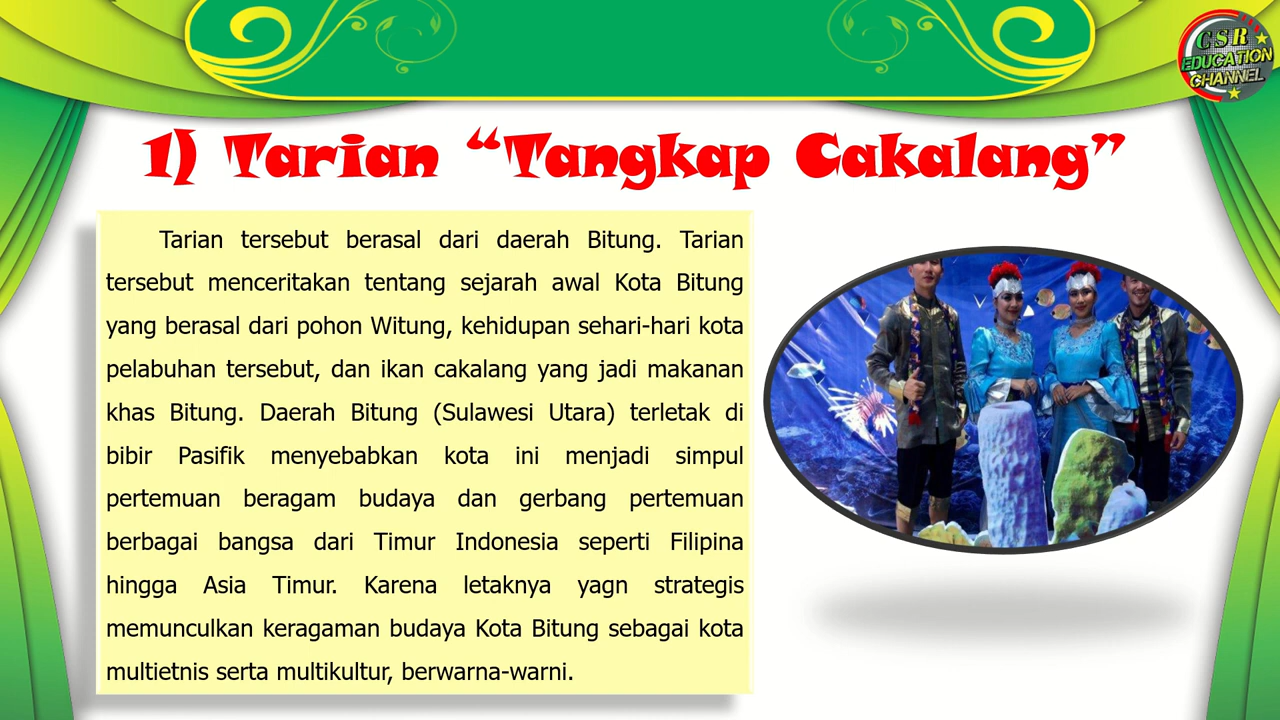 CSR
EDUCATION
CHANNEL
1) Tarian “Tangkap Cakalang”
Tarian tersebut berasal dari daerah Bitung. Tarian
tersebut menceritakan tentang sejarah awal Kota Bitung
yang berasal dari pohon Witung, kehidupan sehari-hari kota
pelabuhan tersebut, dan ikan cakalang yang jadi makanan
khas Bitung. Daerah Bitung (Sulawesi Utara) terletak di
bibir Pasifik menyebabkan kota ini menjadi simpul
pertemuan beragam budaya dan gerbang pertemuan
berbagai bangsa dari Timur Indonesia seperti Filipina
hingga Asia Timur. Karena letaknya yagn strategis
memunculkan keragaman budaya Kota Bitung sebagai kota
multietnis serta multikultur, berwarna-warni.